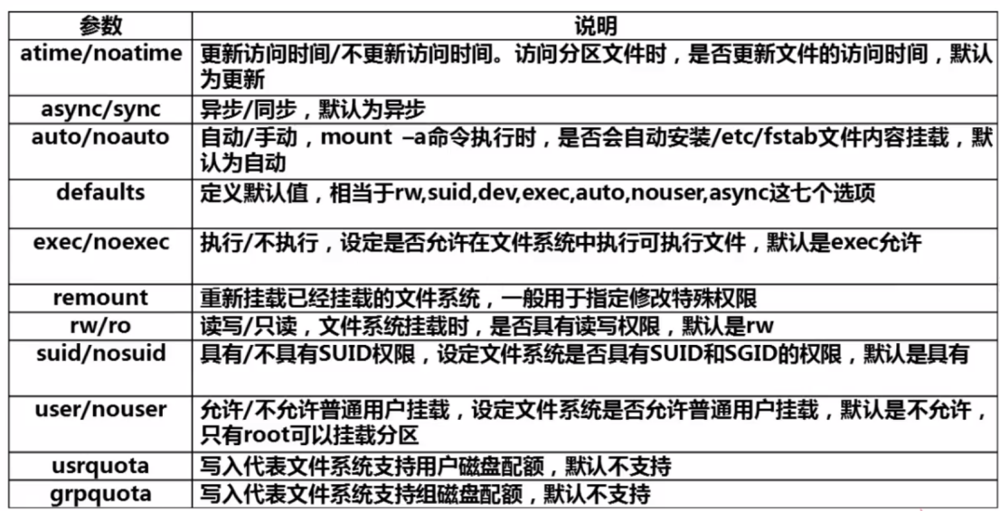 参数 说明
atime/noatime 更新访问时间/不更新访问时间。访问分区文件时，是否更新文件的访问时间，默认
为更新
async/sync 异步/同步，默认为异步
auto/noauto 自动/手动，mount –a命令执行时，是否会自动安装/etc/fstab文件内容挂载，默
认为自动
defaults 定义默认值，相当于rw,suid,dev,exec,auto,nouser,async这七个选项
exec/noexec 执行/不执行，设定是否允许在文件系统中执行可执行文件，默认是exec允许
remount 重新挂载已经挂载的文件系统，一般用于指定修改特殊权限
rw/ro 读写/只读，文件系统挂载时，是否具有读写权限，默认是rw
suid/nosuid 具有/不具有SUID权限，设定文件系统是否具有SUID和SGID的权限，默认是具有
user/nouser 允许/不允许普通用户挂载，设定文件系统是否允许普通用户挂载，默认是不允许，
只有root可以挂载分区
usrquota 写入代表文件系统支持用户磁盘配额，默认不支持
grpquota 写入代表文件系统支持组磁盘配额，默认不支持